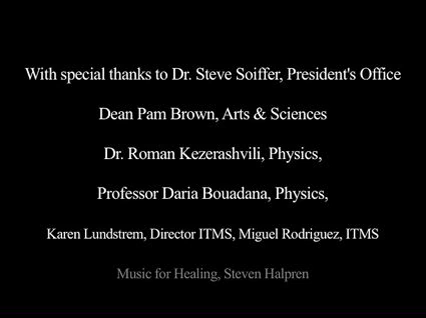 With special thanks to Dr. Steve Soiffer, President's Office
Dean Pam Brown, Arts & Sciences
Dr. Roman Kezerashvili, Physics,
Professor Daria Bouadana, Physics,
Karen Lundstrem, Director ITMS, Miguel Rodriguez, ITMS
Music for Healing, Steven Halpren